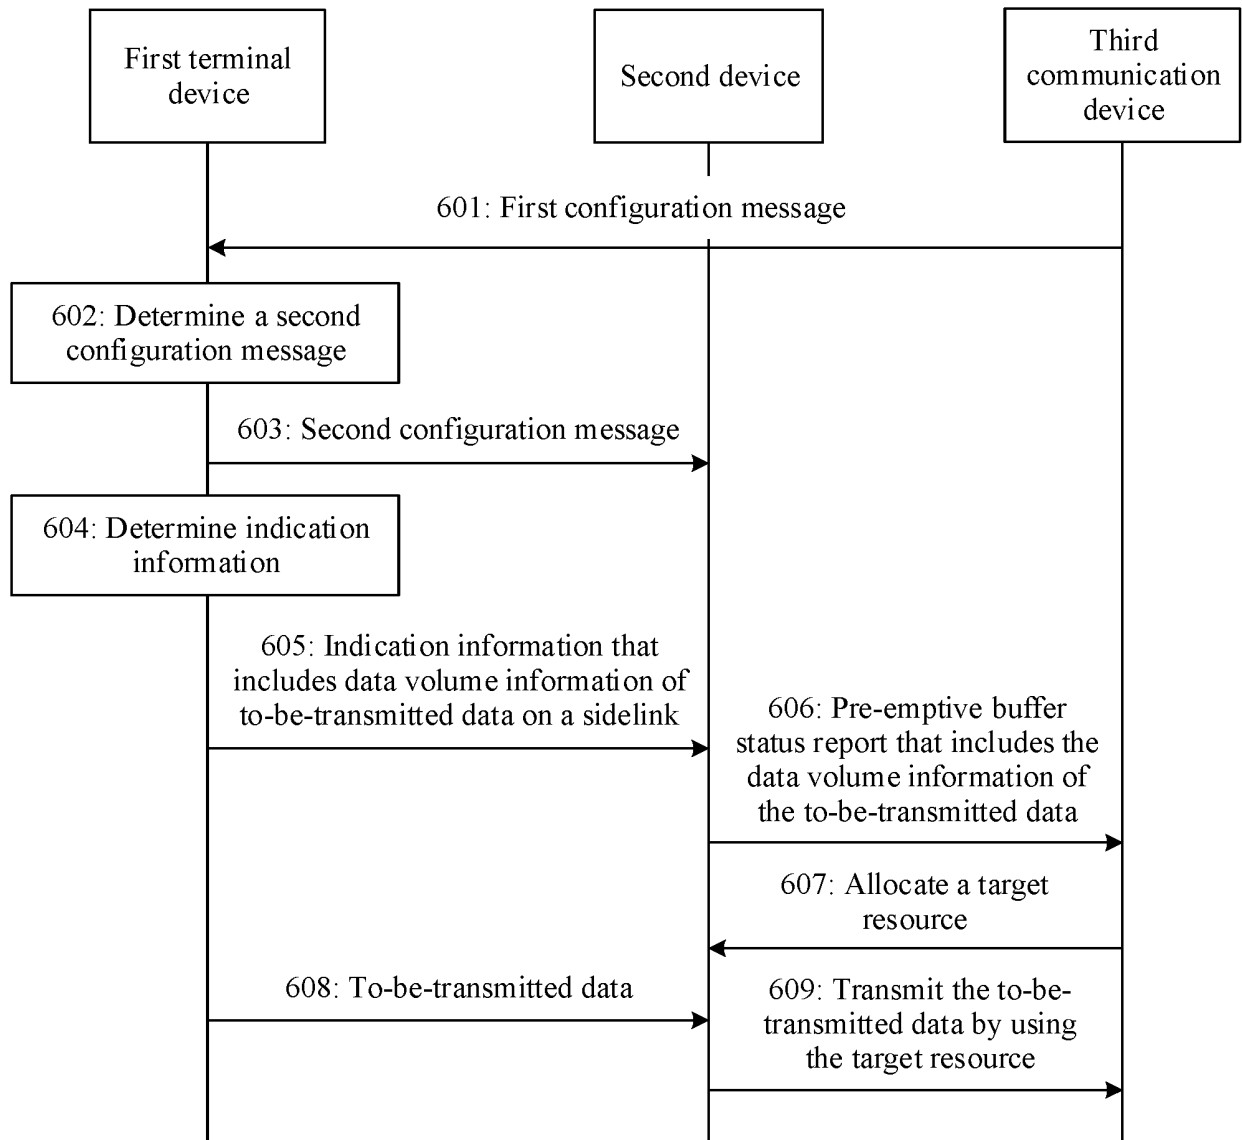 First terminal
device
Second device
Third
communication
device
601: First configuration message
602: Determine a second
configuration message
603: Second configuration message
604: Determine indication
information
605: Indication information that
includes data volume information of
to-be-transmitted data on a sidelink
606: Pre-emptive buffer
status report that includes the
data volume information of
the to-be-transmitted data
607: Allocate a target
resource
608: To-be-transmitted data
609: Transmit the to-be-
transmitted data by using
the target resource